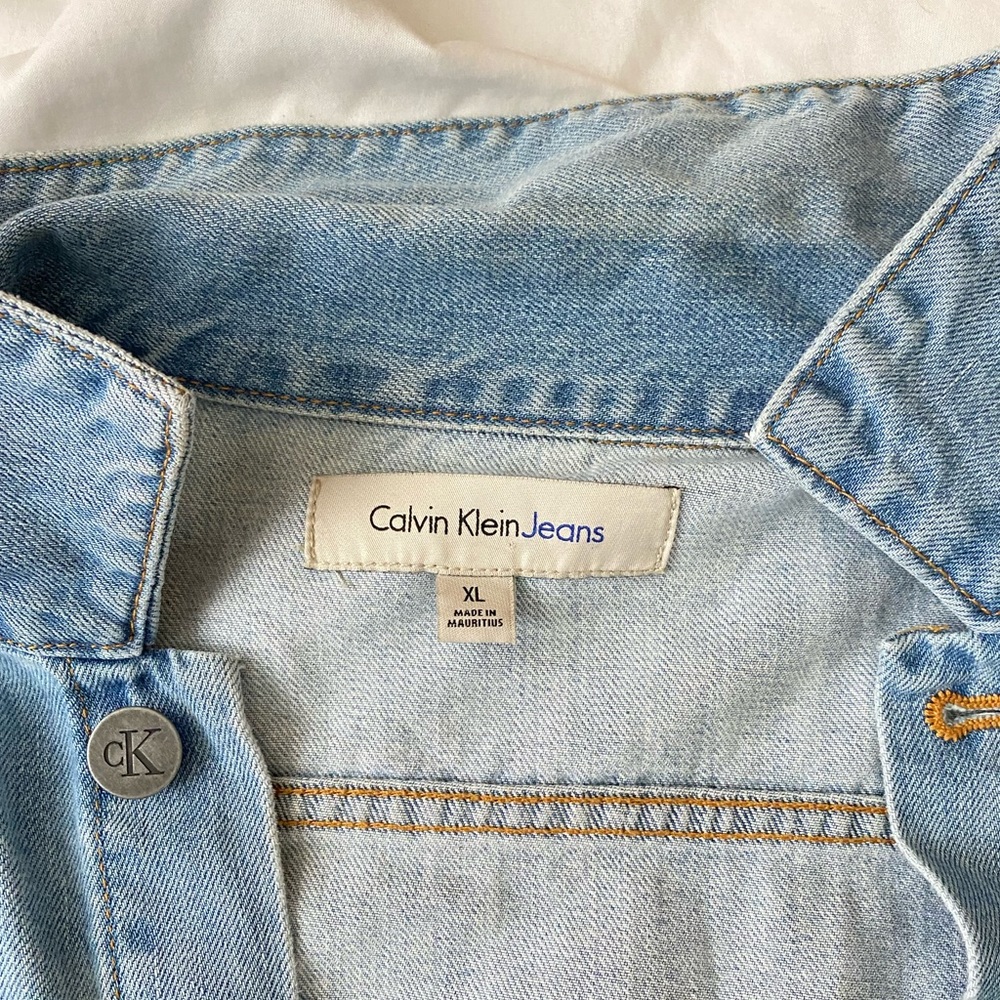 Calvin Klein Jeans
XL
MADE IN
MAURITIUS
cK